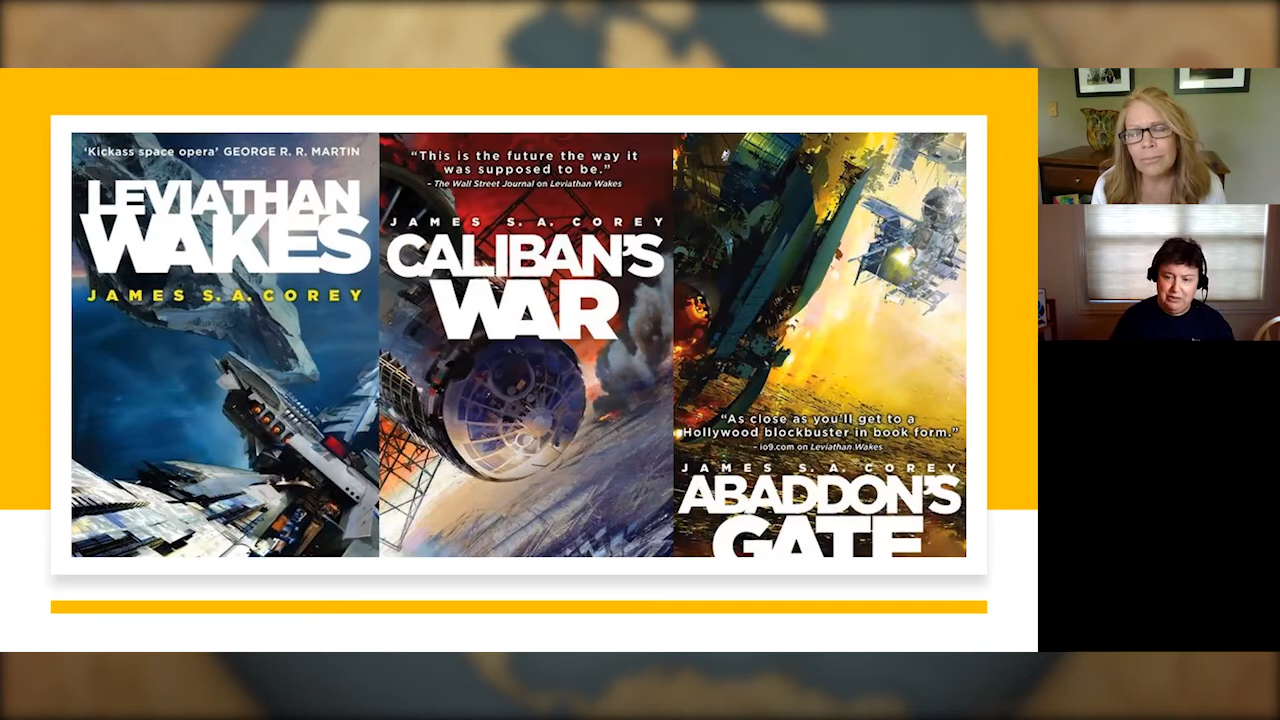 ‘Kickass space opera’ GEORGE R. R. MARTIN
LEVIATHAN
WAKES
JAMES S. A. COREY
“This is the future the way it
was supposed to be.”
- The Wall Street Journal on Leviathan Wakes
JAMES S. A. COREY
CALIBAN'S
WAR
“As close as you'll get to a
Hollywood blockbuster in book form.”
- io9.com on Leviathan Wakes
JAMES S. A. COREY
ABADDON'S
GATE